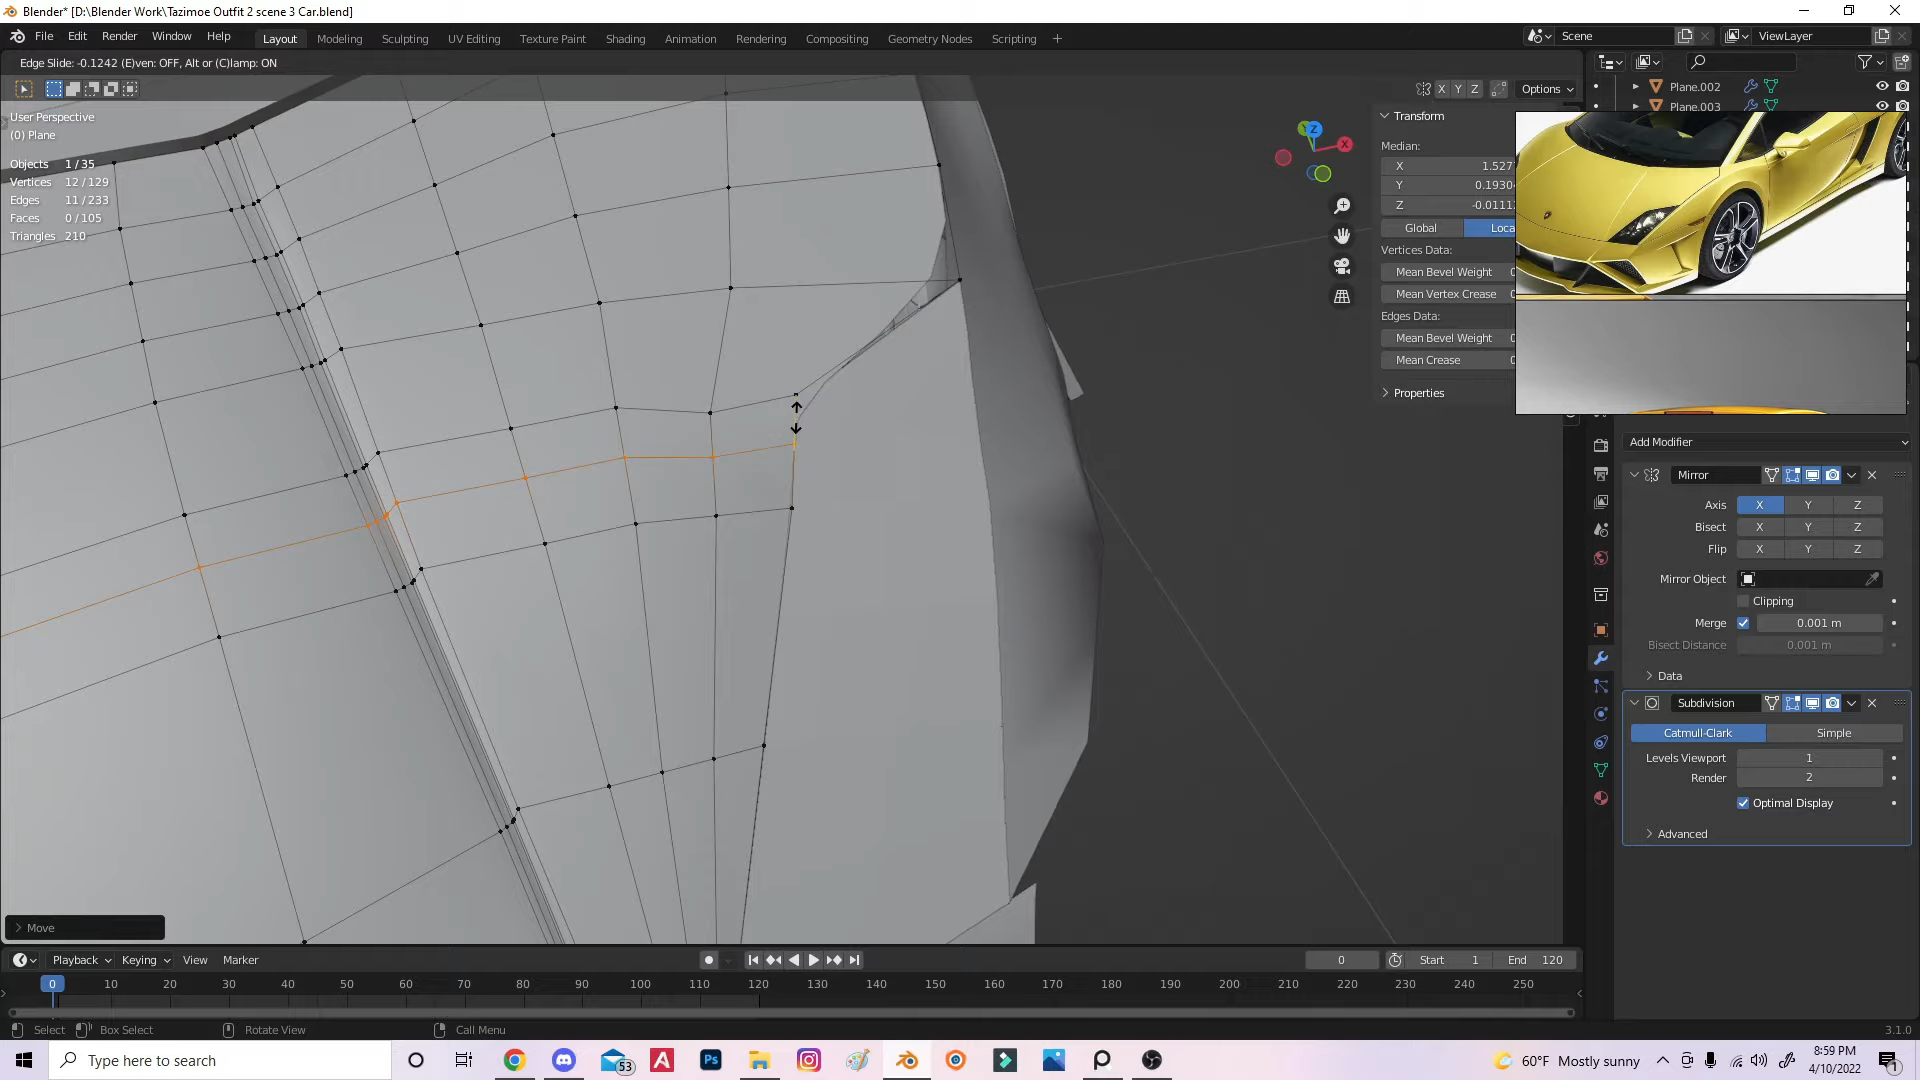 Blender* [D:\Blender Work\Tazimoe Outfit 2 scene 3 Car.blend]
File Edit Render Window Help
Layout Modeling Sculpting UV Editing Texture Paint Shading Animation Rendering Compositing Geometry Nodes Scripting
Scene ViewLayer
Edge Slide: -0.1242 (E)ven: OFF, Alt or (C)lamp: ON
X Y Z Options
Plane.002
Plane.003
User Perspective
(0) Plane
Objects 1 / 35
Vertices 12 / 129
Edges 11 / 233
Faces 0 / 105
Triangles 210
Transform
Median:
X 1.527
Y 0.1930
Z -0.0111
Global Loca
Vertices Data:
Mean Bevel Weight
Mean Vertex Crease
Edges Data:
Mean Bevel Weight
Mean Crease
Properties
Add Modifier
Mirror
Axis X Y Z
Bisect X Y Z
Flip X Y Z
Mirror Object
Clipping
Merge 0.001 m
Bisect Distance 0.001 m
Data
Subdivision
Catmull-Clark Simple
Levels Viewport 1
Render 2
Optimal Display
Advanced
Move
Playback Keying View Marker
0 Start 1 End 120
0 10 20 30 40 50 60 70 80 90 100 110 120 130 140 150 160 170 180 190 200 210 220 230 240 250
Select Box Select Rotate View Call Menu
3.1.0
Type here to search
53
Ps
60°F Mostly sunny
8:59 PM
4/10/2022
1